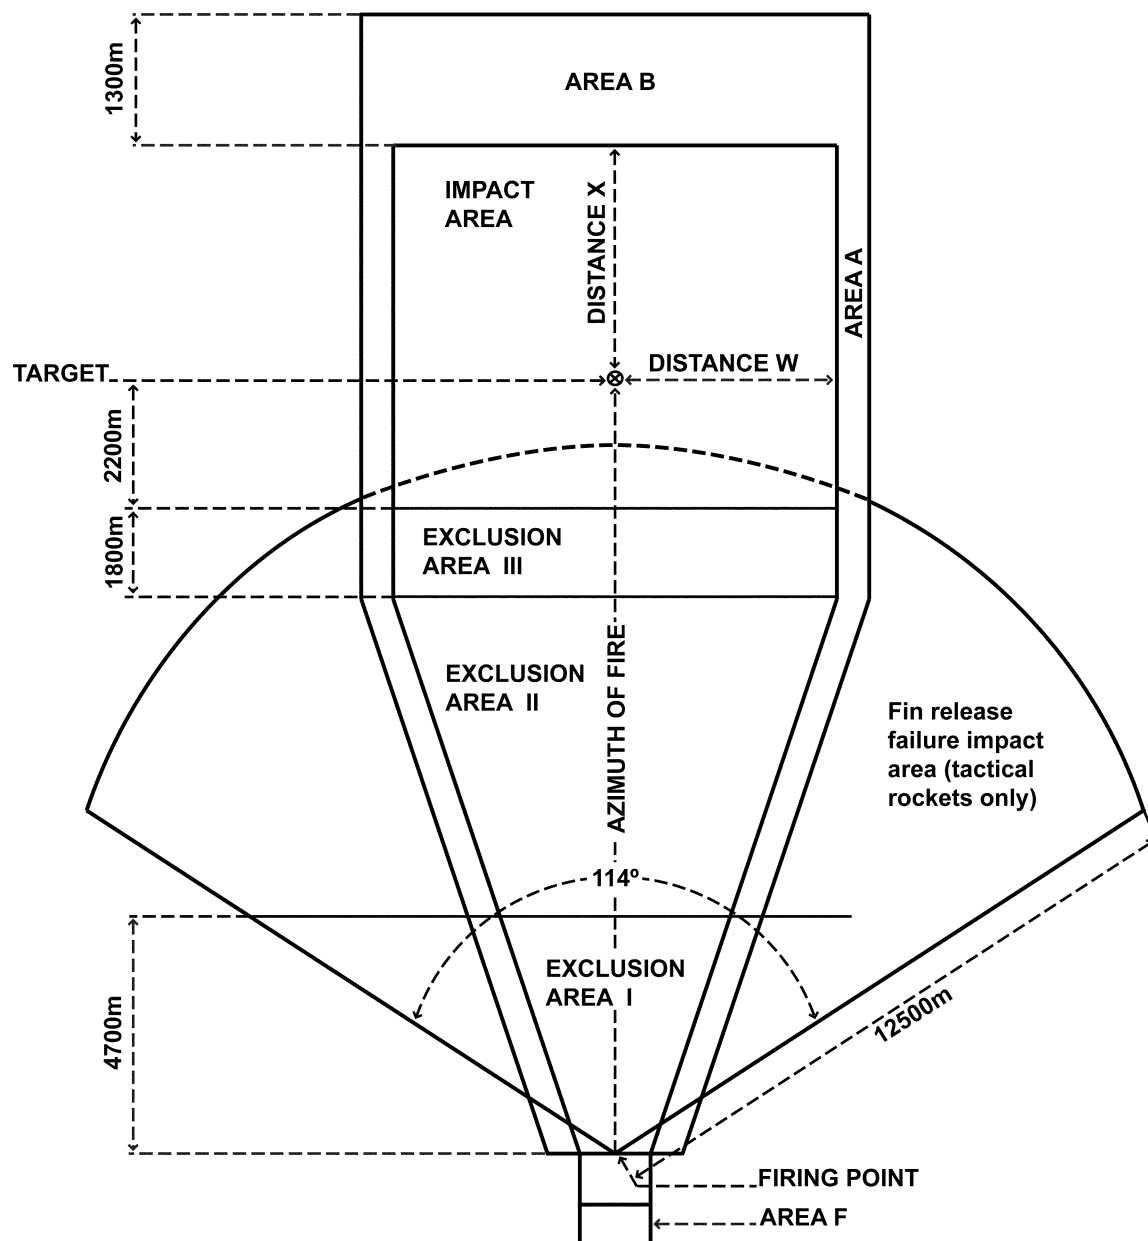 1300m
AREA B
IMPACT
AREA
DISTANCE X
AREA A
TARGET
DISTANCE W
2200m
1800m
EXCLUSION
AREA III
EXCLUSION
AREA II
AZIMUTH OF FIRE
Fin release
failure impact
area (tactical
rockets only)
114º
4700m
EXCLUSION
AREA I
12500m
FIRING POINT
AREA F